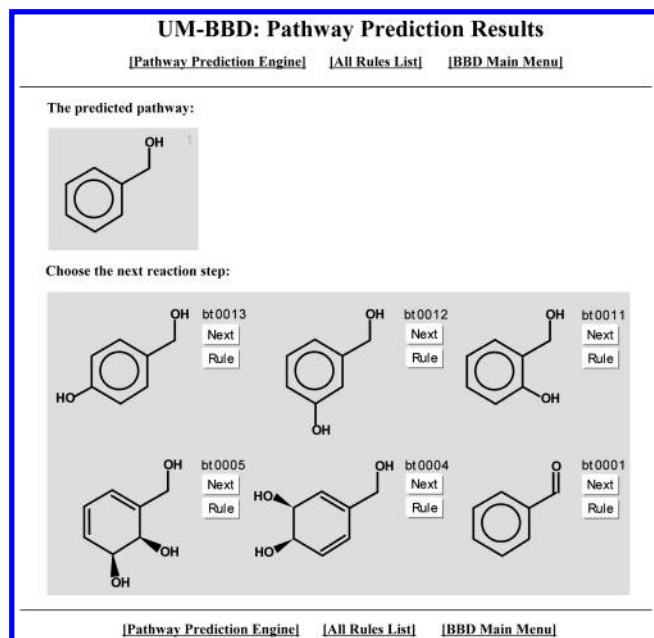 UM-BBD: Pathway Prediction Results
[Pathway Prediction Engine] [All Rules List] [BBD Main Menu]
The predicted pathway:
OH 1
Choose the next reaction step:
OH bt0013 OH bt0012 OH bt0011
Next Next Next
Rule Rule Rule
HO OH
OH
OH bt0005 OH bt0004 O bt0001
Next Next Next
Rule HO Rule Rule
OH HO
OH
[Pathway Prediction Engine] [All Rules List] [BBD Main Menu]